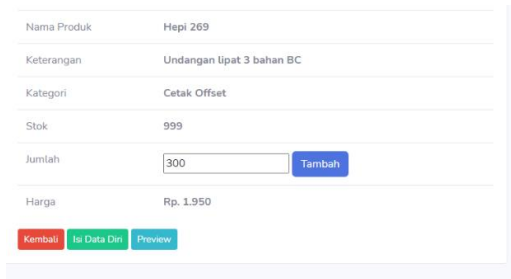 Nama Produk Hepi 269
Keterangan Undangan lipat 3 bahan BC
Kategori Cetak Offset
Stok 999
Jumlah 300 Tambah
Harga Rp. 1.950
Kembali Isi Data Diri Preview